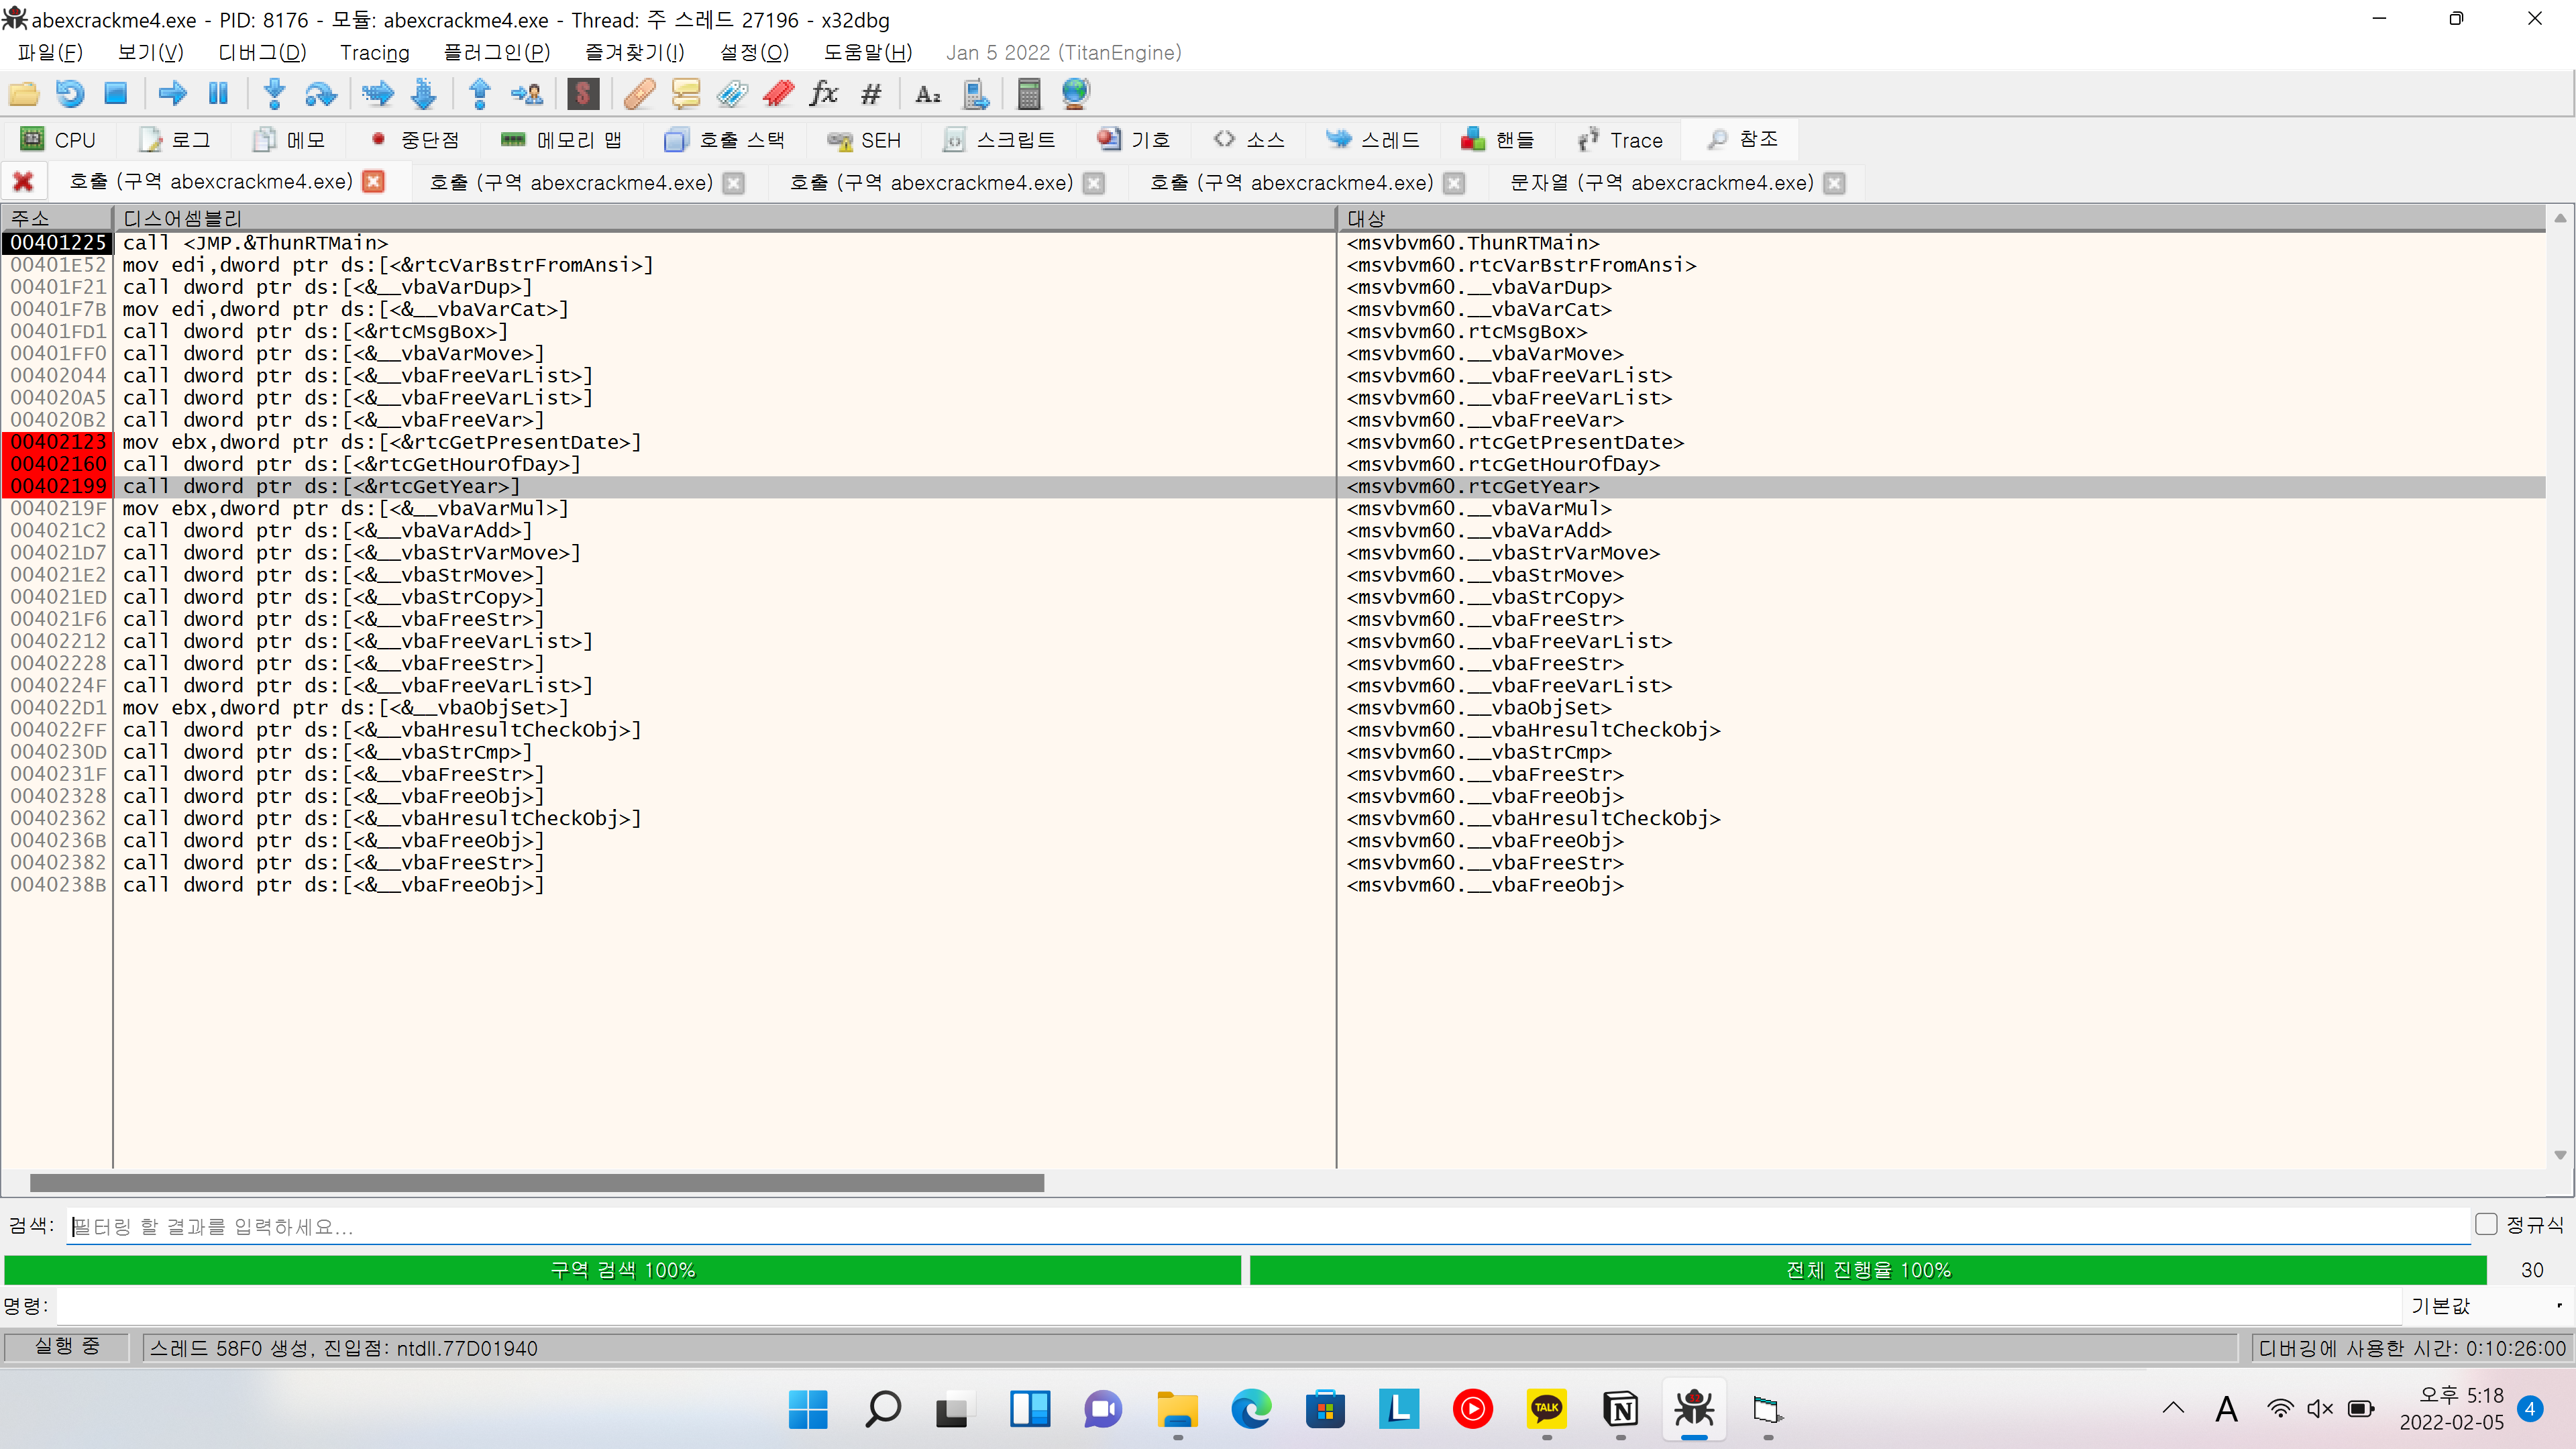 abexcrackme4.exe - PID: 8176 - 모듈: abexcrackme4.exe - Thread: 주 스레드 27196 - x32dbg
파일(F) 보기(V) 디버그(D) Tracing 플러그인(P) 즐겨찾기(I) 설정(O) 도움말(H) Jan 5 2022 (TitanEngine)
CPU 로그 메모 중단점 메모리 맵 호출 스택 SEH 스크립트 기호 소스 스레드 핸들 Trace 참조
호출 (구역 abexcrackme4.exe) 호출 (구역 abexcrackme4.exe) 호출 (구역 abexcrackme4.exe) 호출 (구역 abexcrackme4.exe) 문자열 (구역 abexcrackme4.exe)
주소 디스어셈블리 대상
00401225 call <JMP.&ThunRTMain> <msvbvm60.ThunRTMain>
00401E52 mov edi,dword ptr ds:[<&rtcVarBstrFromAnsi>] <msvbvm60.rtcVarBstrFromAnsi>
00401F21 call dword ptr ds:[<&__vbaVarDup>] <msvbvm60.__vbaVarDup>
00401F7B mov edi,dword ptr ds:[<&__vbaVarCat>] <msvbvm60.__vbaVarCat>
00401FD1 call dword ptr ds:[<&rtcMsgBox>] <msvbvm60.rtcMsgBox>
00401FF0 call dword ptr ds:[<&__vbaVarMove>] <msvbvm60.__vbaVarMove>
00402044 call dword ptr ds:[<&__vbaFreeVarList>] <msvbvm60.__vbaFreeVarList>
004020A5 call dword ptr ds:[<&__vbaFreeVarList>] <msvbvm60.__vbaFreeVarList>
004020B2 call dword ptr ds:[<&__vbaFreeVar>] <msvbvm60.__vbaFreeVar>
00402123 mov ebx,dword ptr ds:[<&rtcGetPresentDate>] <msvbvm60.rtcGetPresentDate>
00402160 call dword ptr ds:[<&rtcGetHourOfDay>] <msvbvm60.rtcGetHourOfDay>
00402199 call dword ptr ds:[<&rtcGetYear>] <msvbvm60.rtcGetYear>
0040219F mov ebx,dword ptr ds:[<&__vbaVarMul>] <msvbvm60.__vbaVarMul>
004021C2 call dword ptr ds:[<&__vbaVarAdd>] <msvbvm60.__vbaVarAdd>
004021D7 call dword ptr ds:[<&__vbaStrVarMove>] <msvbvm60.__vbaStrVarMove>
004021E2 call dword ptr ds:[<&__vbaStrMove>] <msvbvm60.__vbaStrMove>
004021ED call dword ptr ds:[<&__vbaStrCopy>] <msvbvm60.__vbaStrCopy>
004021F6 call dword ptr ds:[<&__vbaFreeStr>] <msvbvm60.__vbaFreeStr>
00402212 call dword ptr ds:[<&__vbaFreeVarList>] <msvbvm60.__vbaFreeVarList>
00402228 call dword ptr ds:[<&__vbaFreeStr>] <msvbvm60.__vbaFreeStr>
0040224F call dword ptr ds:[<&__vbaFreeVarList>] <msvbvm60.__vbaFreeVarList>
004022D1 mov ebx,dword ptr ds:[<&__vbaObjSet>] <msvbvm60.__vbaObjSet>
004022FF call dword ptr ds:[<&__vbaHresultCheckObj>] <msvbvm60.__vbaHresultCheckObj>
0040230D call dword ptr ds:[<&__vbaStrCmp>] <msvbvm60.__vbaStrCmp>
0040231F call dword ptr ds:[<&__vbaFreeStr>] <msvbvm60.__vbaFreeStr>
00402328 call dword ptr ds:[<&__vbaFreeObj>] <msvbvm60.__vbaFreeObj>
00402362 call dword ptr ds:[<&__vbaHresultCheckObj>] <msvbvm60.__vbaHresultCheckObj>
0040236B call dword ptr ds:[<&__vbaFreeObj>] <msvbvm60.__vbaFreeObj>
00402382 call dword ptr ds:[<&__vbaFreeStr>] <msvbvm60.__vbaFreeStr>
0040238B call dword ptr ds:[<&__vbaFreeObj>] <msvbvm60.__vbaFreeObj>
검색: 필터링 할 결과를 입력하세요... 정규식
구역 검색 100% 전체 진행율 100% 30
명령: 기본값
실행 중 스레드 58F0 생성, 진입점: ntdll.77D01940 디버깅에 사용한 시간: 0:10:26:00
TALK A 오후 5:18
2022-02-05 4